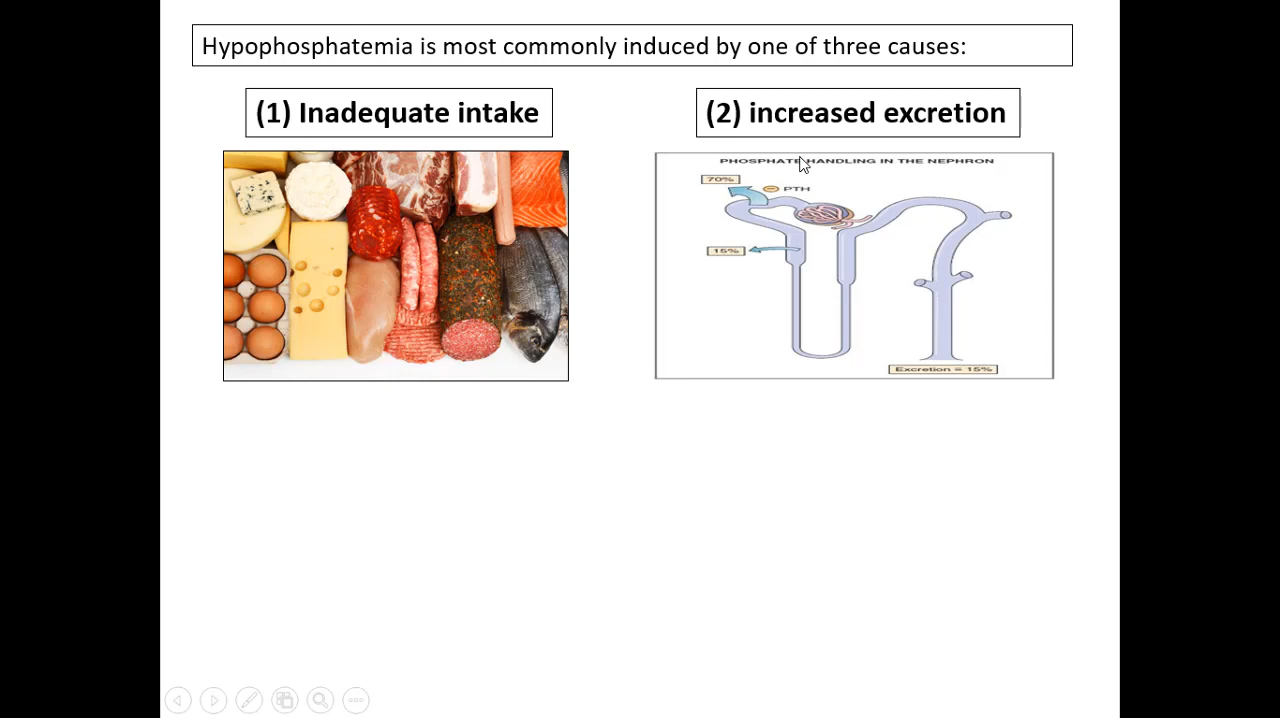 Hypophosphatemia is most commonly induced by one of three causes:
(1) Inadequate intake
(2) increased excretion
PHOSPHATE HANDLING IN THE NEPHRON
70%
PTH
15%
Excretion = 15%